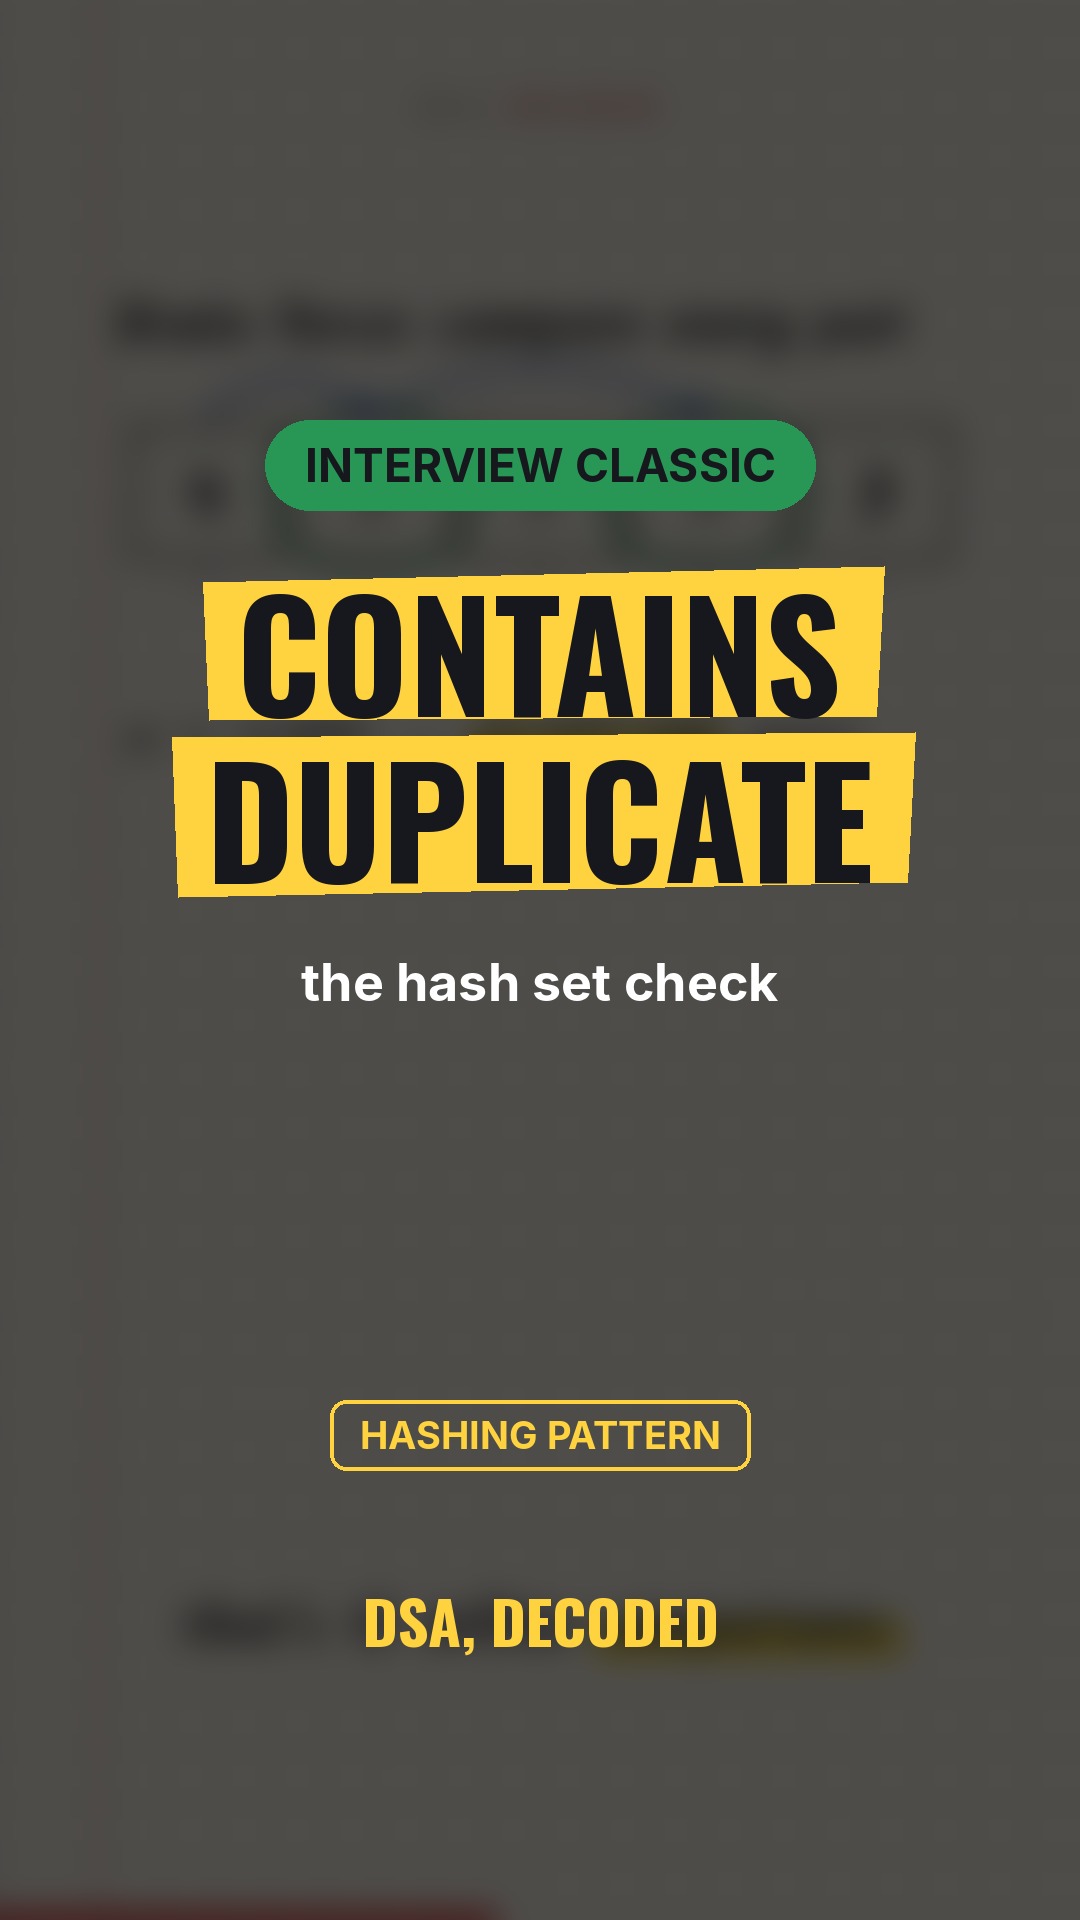 INTERVIEW CLASSIC
CONTAINS
DUPLICATE
the hash set check
HASHING PATTERN
DSA, DECODED